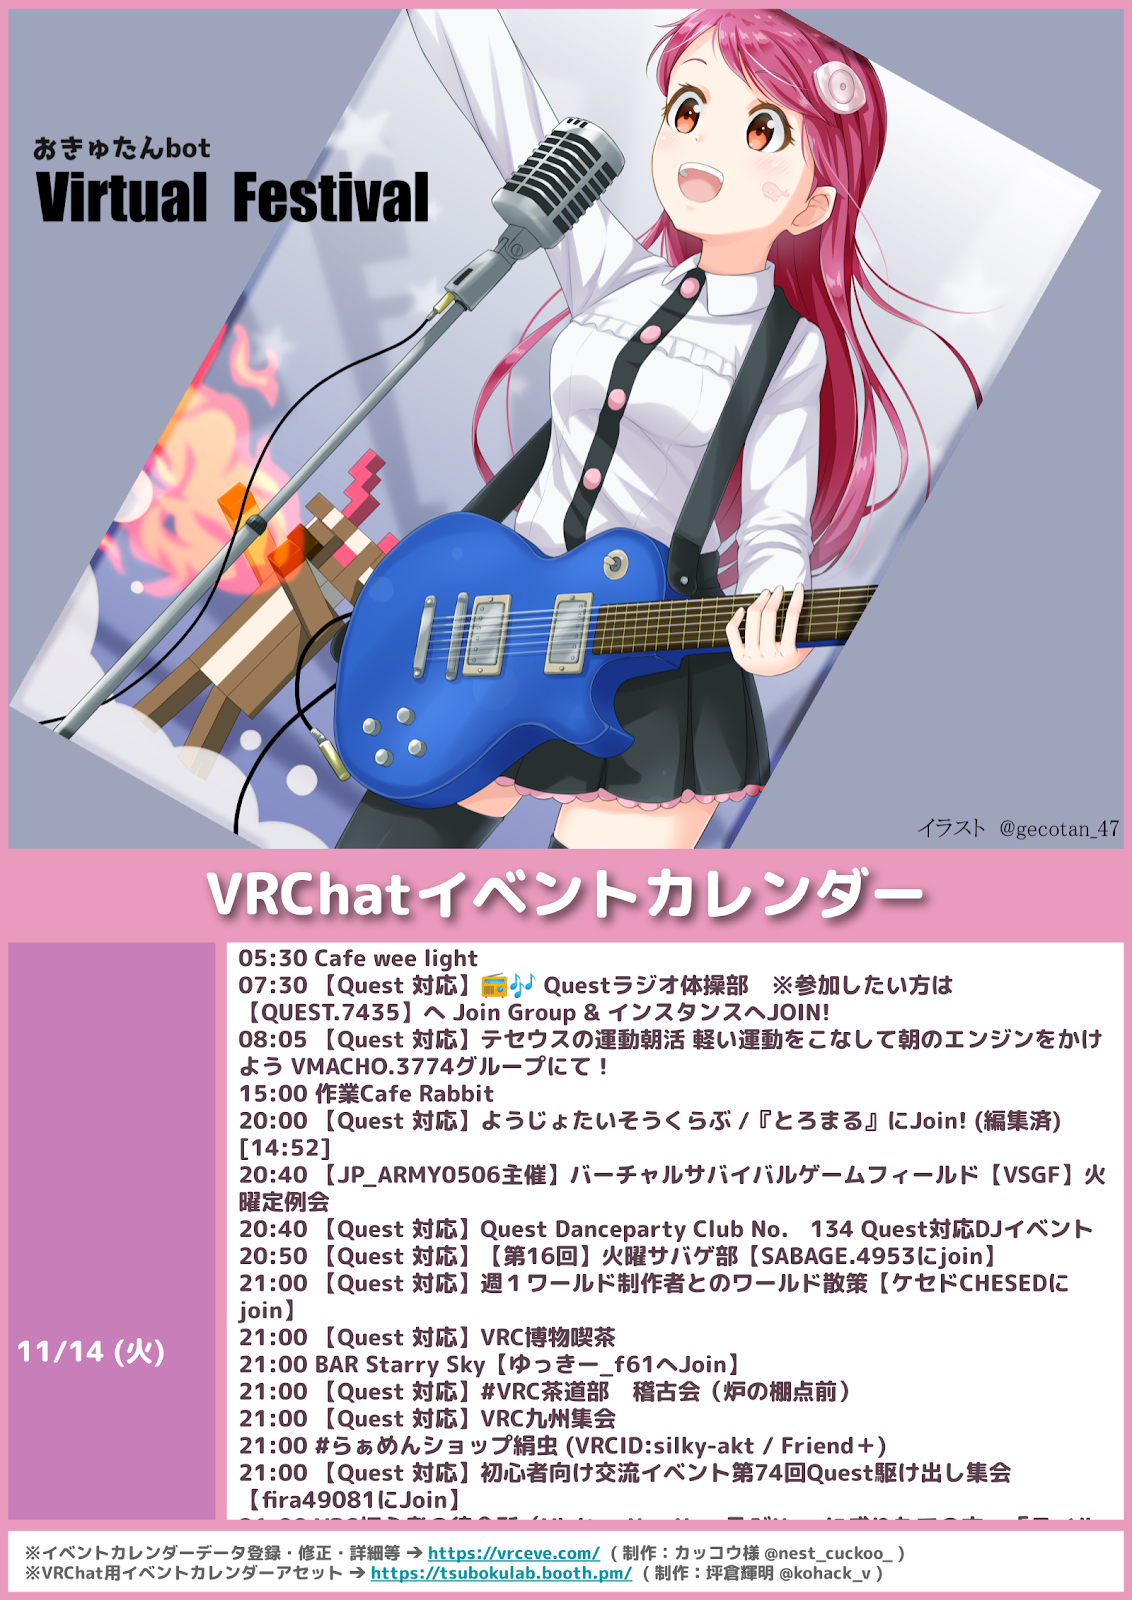 おきゅたんbot
Virtual Festival
イラスト @gecotan_47
VRChatイベントカレンダー
11/14 (火)
05:30 Cafe wee light
07:30 【Quest 対応】📻🎶 Questラジオ体操部　※参加したい方は
【QUEST.7435】へ Join Group & インスタンスへJOIN!
08:05 【Quest 対応】テセウスの運動朝活 軽い運動をこなして朝のエンジンをかけ
よう VMACHO.3774グループにて！
15:00 作業Cafe Rabbit
20:00 【Quest 対応】ようじょたいそうくらぶ /『とろまる』にJoin! (編集済)
[14:52]
20:40 【JP_ARMY0506主催】バーチャルサバイバルゲームフィールド【VSGF】火
曜定例会
20:40 【Quest 対応】Quest Danceparty Club No.　134 Quest対応DJイベント
20:50 【Quest 対応】【第16回】火曜サバゲ部【SABAGE.4953にjoin】
21:00 【Quest 対応】週１ワールド制作者とのワールド散策【ケセドCHESEDに
join】
21:00 【Quest 対応】VRC博物喫茶
21:00 BAR Starry Sky【ゆっきー_f61へJoin】
21:00 【Quest 対応】#VRC茶道部　稽古会（炉の棚点前）
21:00 【Quest 対応】VRC九州集会
21:00 #らぁめんショップ絹虫 (VRCID:silky-akt / Friend＋)
21:00 【Quest 対応】初心者向け交流イベント第74回Quest駆け出し集会
【fira49081にJoin】
※イベントカレンダーデータ登録・修正・詳細等 ➔ https://vrceve.com/ （ 制作：カッコウ様 @nest_cuckoo_ ）
※VRChat用イベントカレンダーアセット ➔ https://tsubokulab.booth.pm/ （ 制作：坪倉輝明 @kohack_v ）